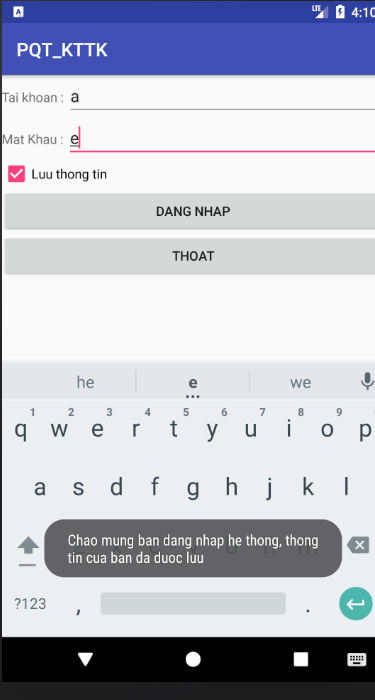 A LTE 4:10
PQT_KTTK
Tai khoan : a
Mat Khau : e
Luu thong tin
DANG NHAP
THOAT
he e we
1 2 3 4 5 6 7 8 9
q w e r t y u i o p
a s d f g h j k l
Chao mung ban dang nhap he thong, thong
tin cua ban da duoc luu
?123 , .